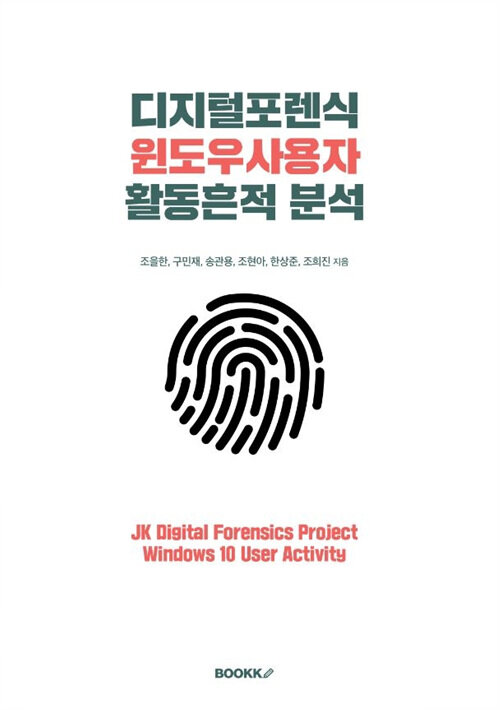 디지털포렌식
윈도우사용자
활동흔적 분석
조을한, 구민재, 송관용, 조현아, 한상준, 조희진 지음
JK Digital Forensics Project
Windows 10 User Activity
BOOKK